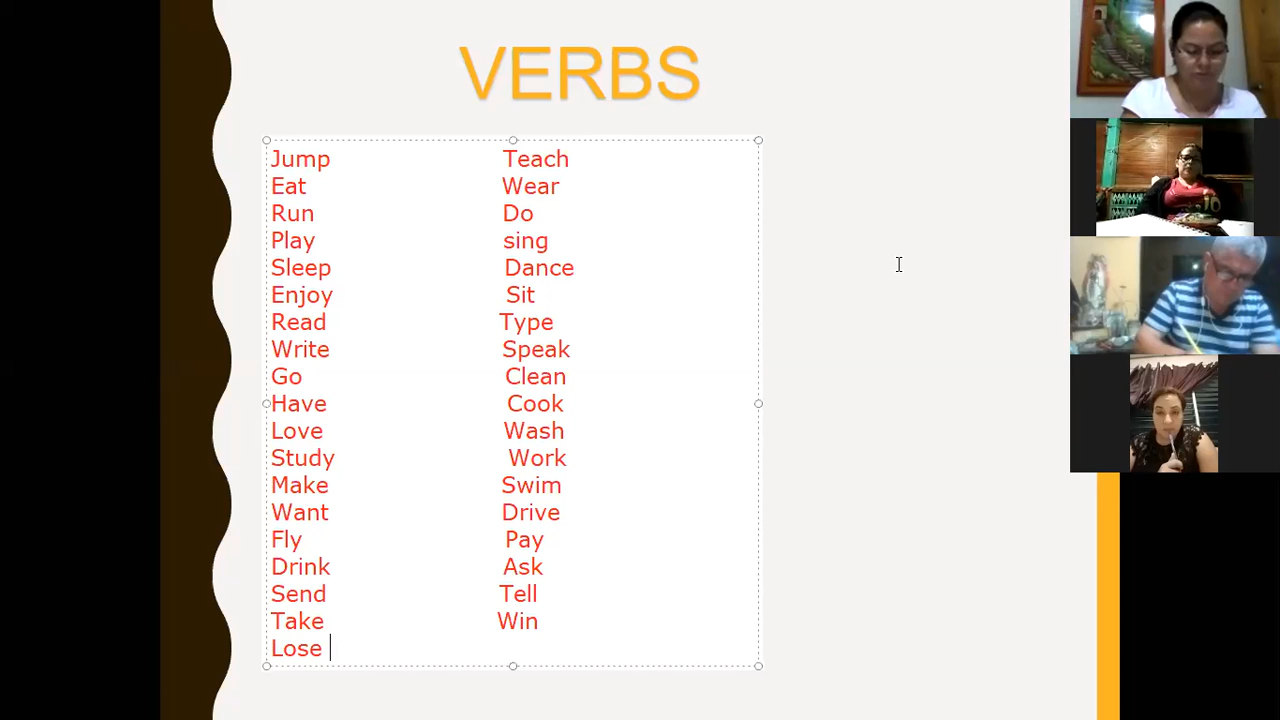 VERBS
Jump Teach
Eat Wear
Run Do
Play sing
Sleep Dance
Enjoy Sit
Read Type
Write Speak
Go Clean
Have Cook
Love Wash
Study Work
Make Swim
Want Drive
Fly Pay
Drink Ask
Send Tell
Take Win
Lose